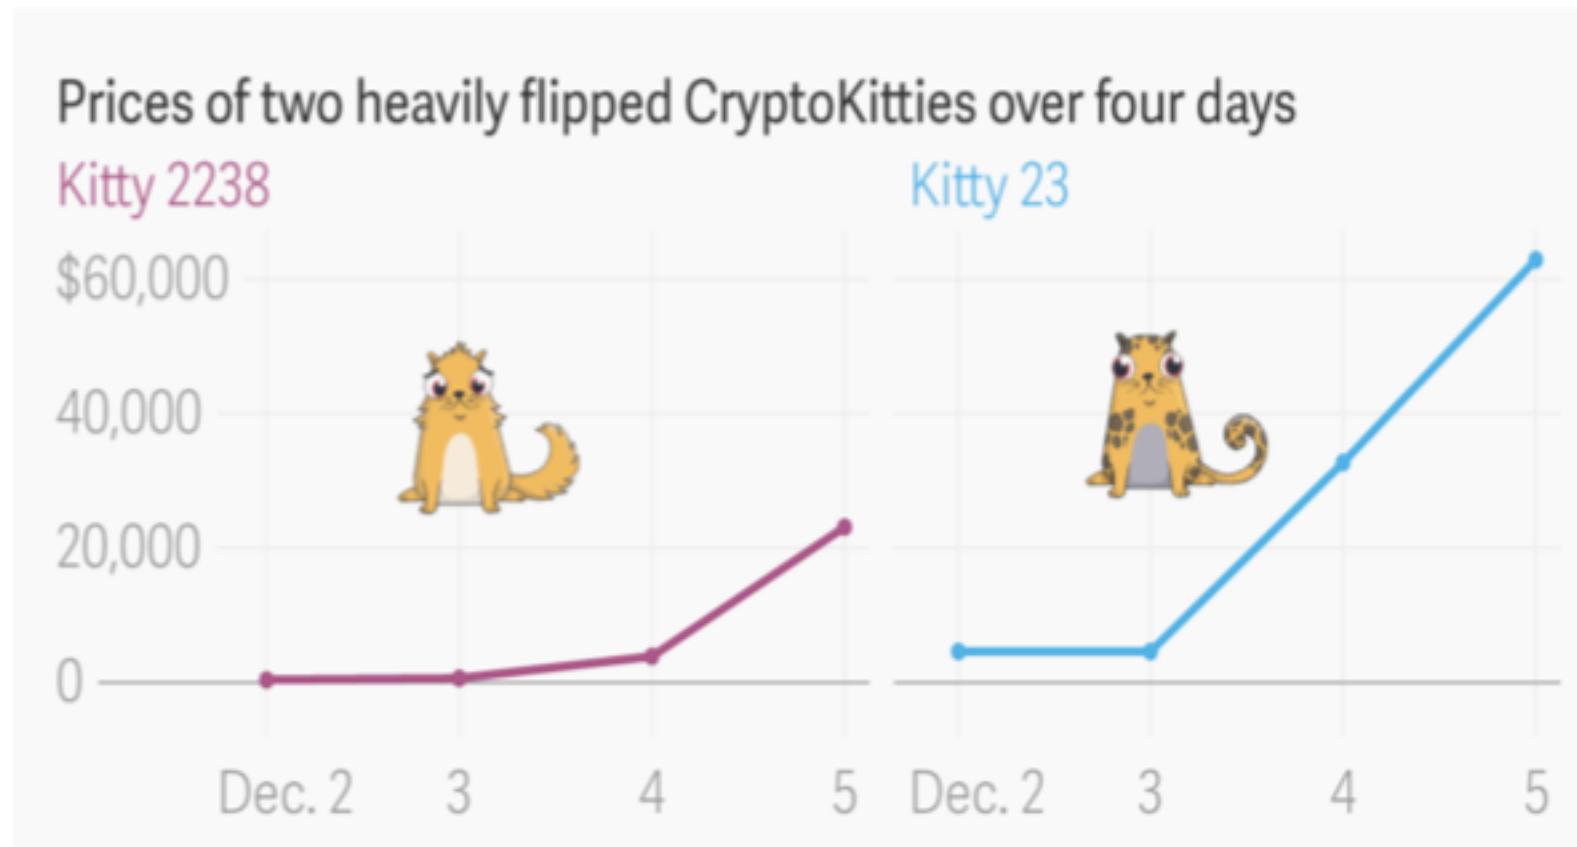 Prices of two heavily flipped CryptoKitties over four days
Kitty 2238
$60,000
40,000
20,000
0
Dec. 2 3 4 5
Kitty 23
Dec. 2 3 4 5